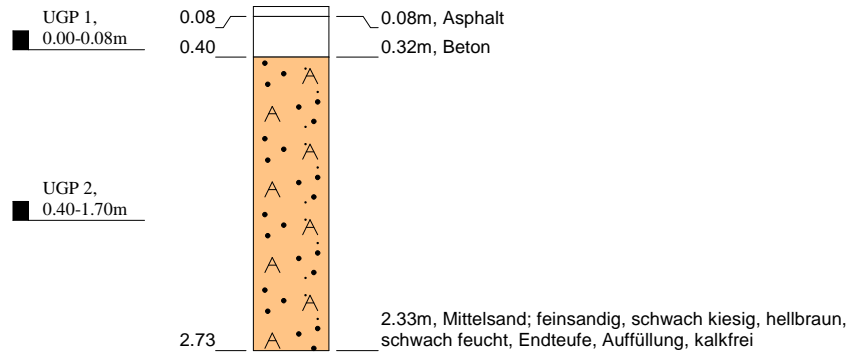 UGP 1,
0.00-0.08m
0.08
0.08m, Asphalt
0.40
0.32m, Beton
A
A
A
A
A
A
A
A
UGP 2,
0.40-1.70m
2.73
2.33m, Mittelsand; feinsandig, schwach kiesig, hellbraun,
schwach feucht, Endteufe, Auffüllung, kalkfrei